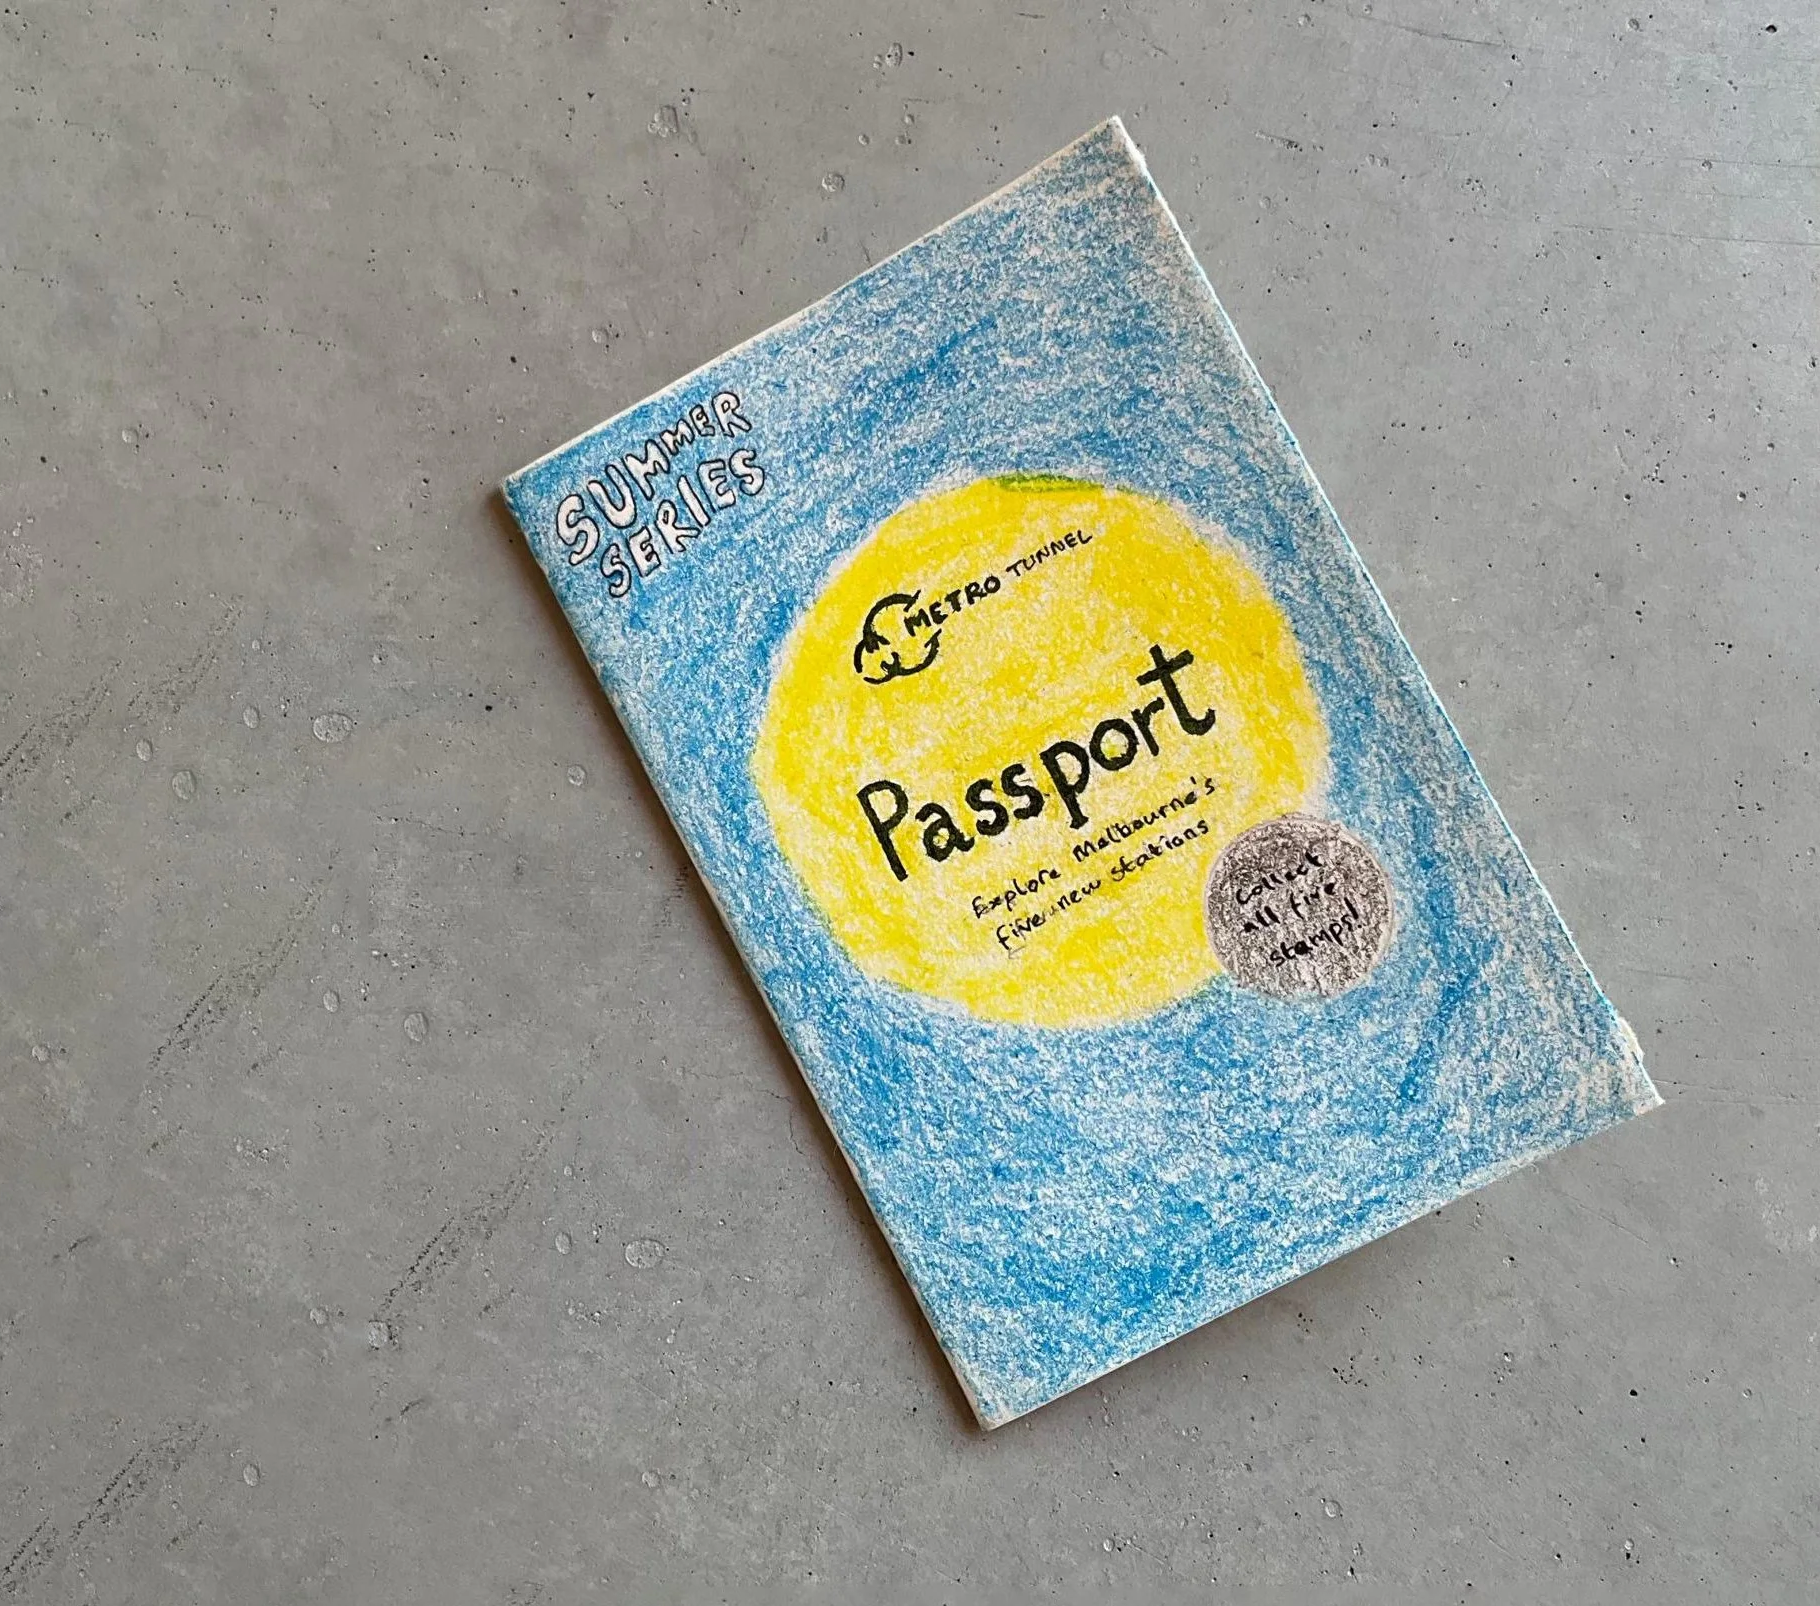 SUMMER
SERIES
METRO TUNNEL
Passport
Explore Melbourne's
five new stations
Collect
all five
stamps!